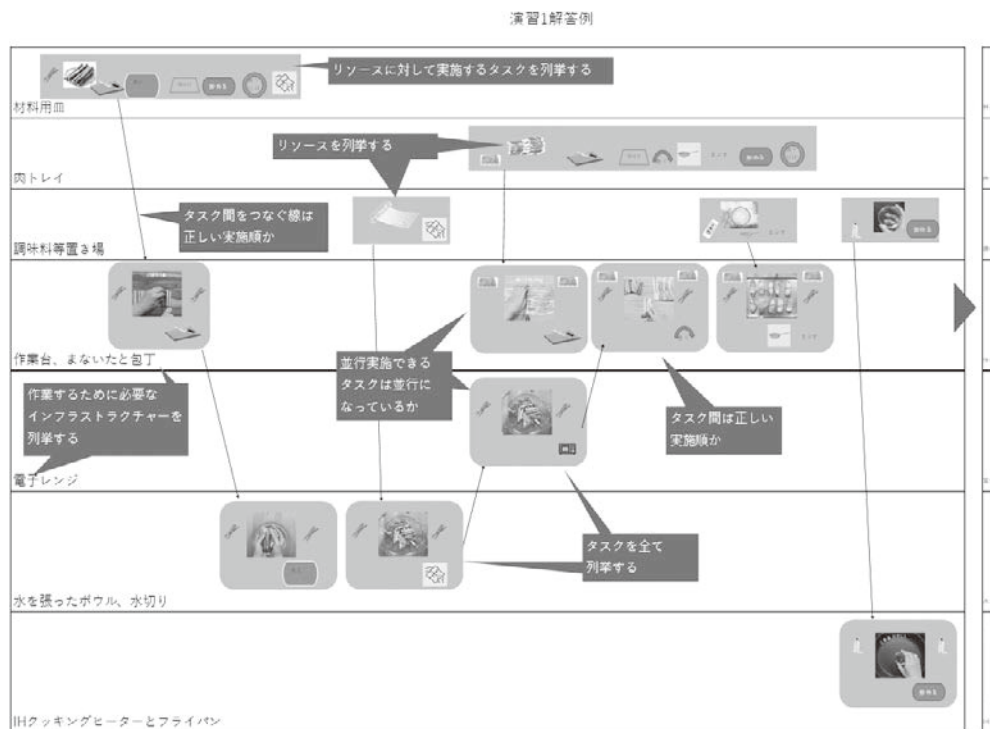 演習1解答例
リソースに対して実施するタスクを列挙する
材料用皿
リソースを列挙する
肉トレイ
タスク間をつなぐ線は
正しい実施順か
調味料等置き場
作業台、まないたと包丁
並行実施できる
タスクは並行に
なっているか
作業するために必要な
インフラストラクチャーを
列挙する
タスク間は正しい
実施順か
電子レンジ
タスクを全て
列挙する
水を張ったボウル、水切り
IHクッキングヒーターとフライパン